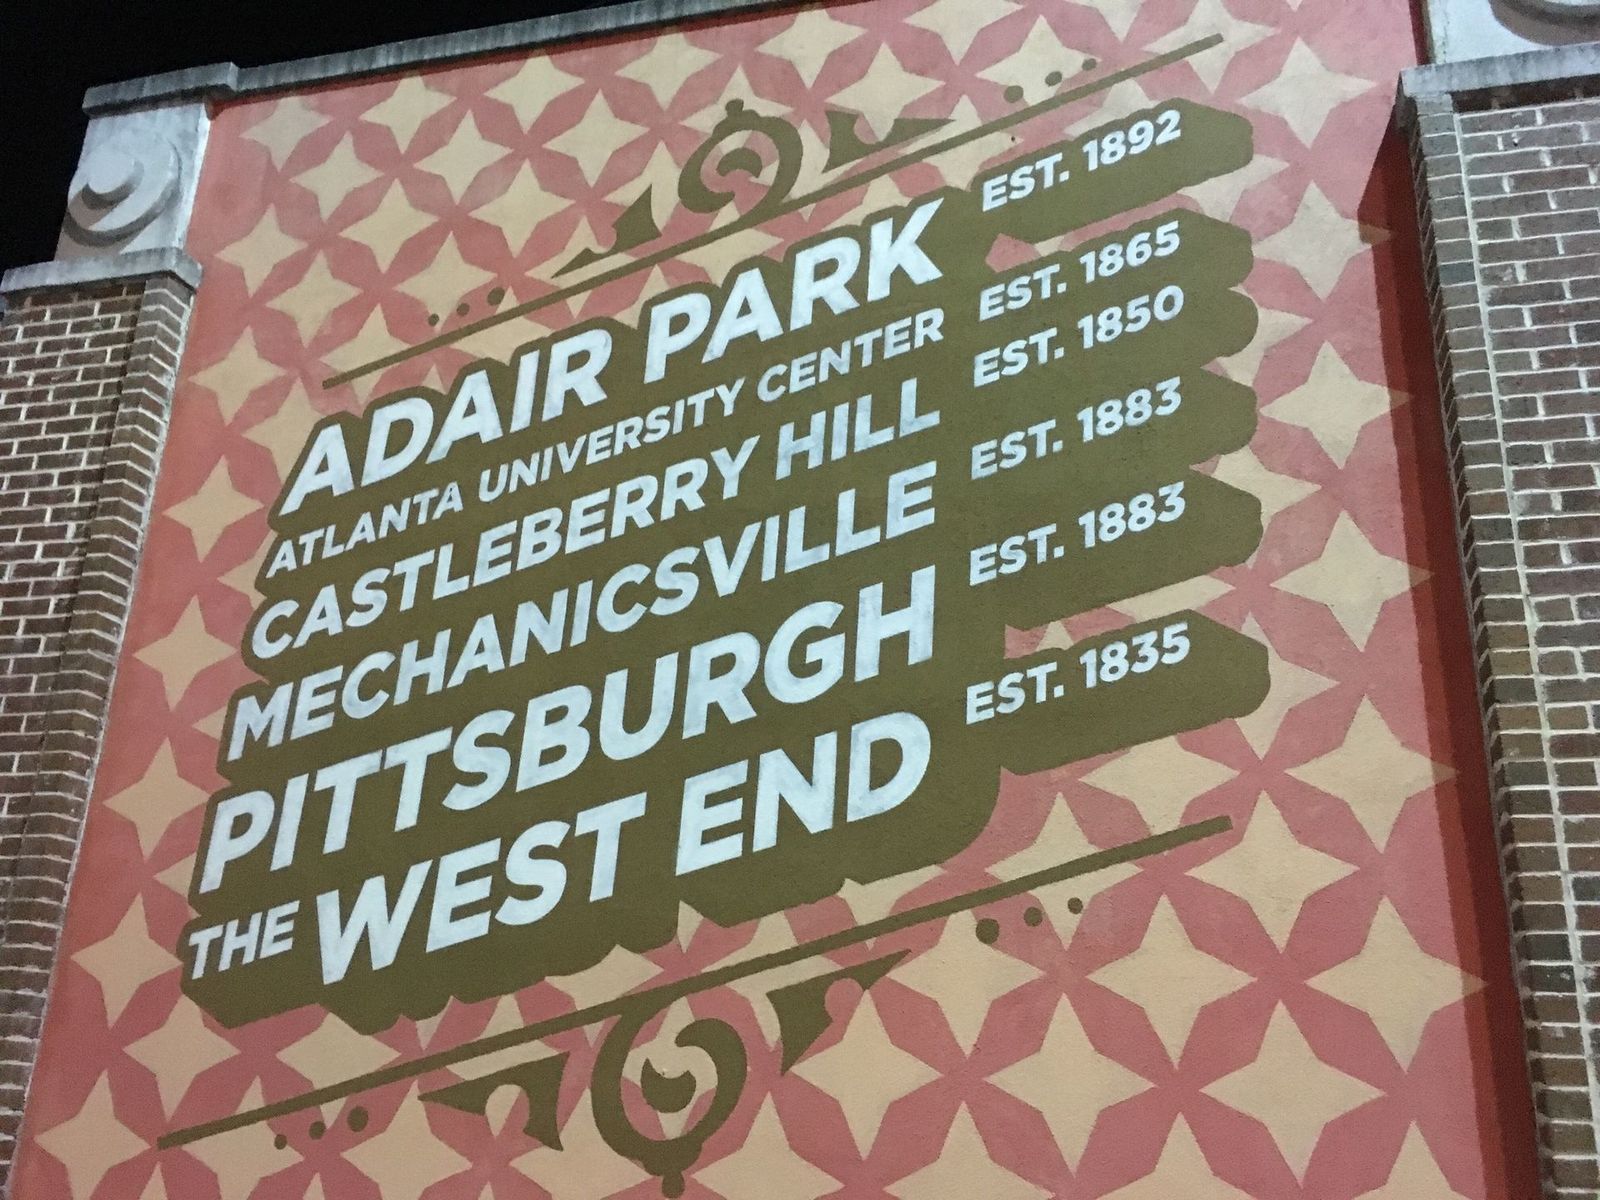 ADAIR PARK EST. 1892
ATLANTA UNIVERSITY CENTER EST. 1865
CASTLEBERRY HILL EST. 1850
MECHANICSVILLE EST. 1883
PITTSBURGH EST. 1883
THE WEST END EST. 1835